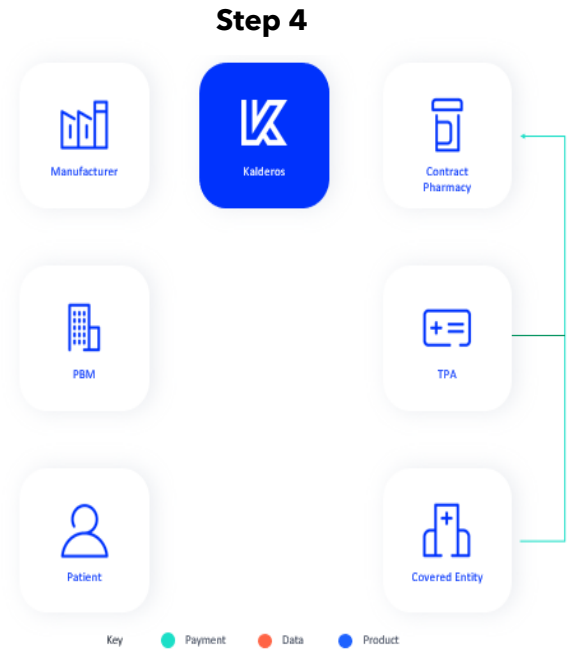 Step 4
Manufacturer
Kalderos
Contract
Pharmacy
PBM
TPA
Patient
Covered Entity
Key Payment Data Product